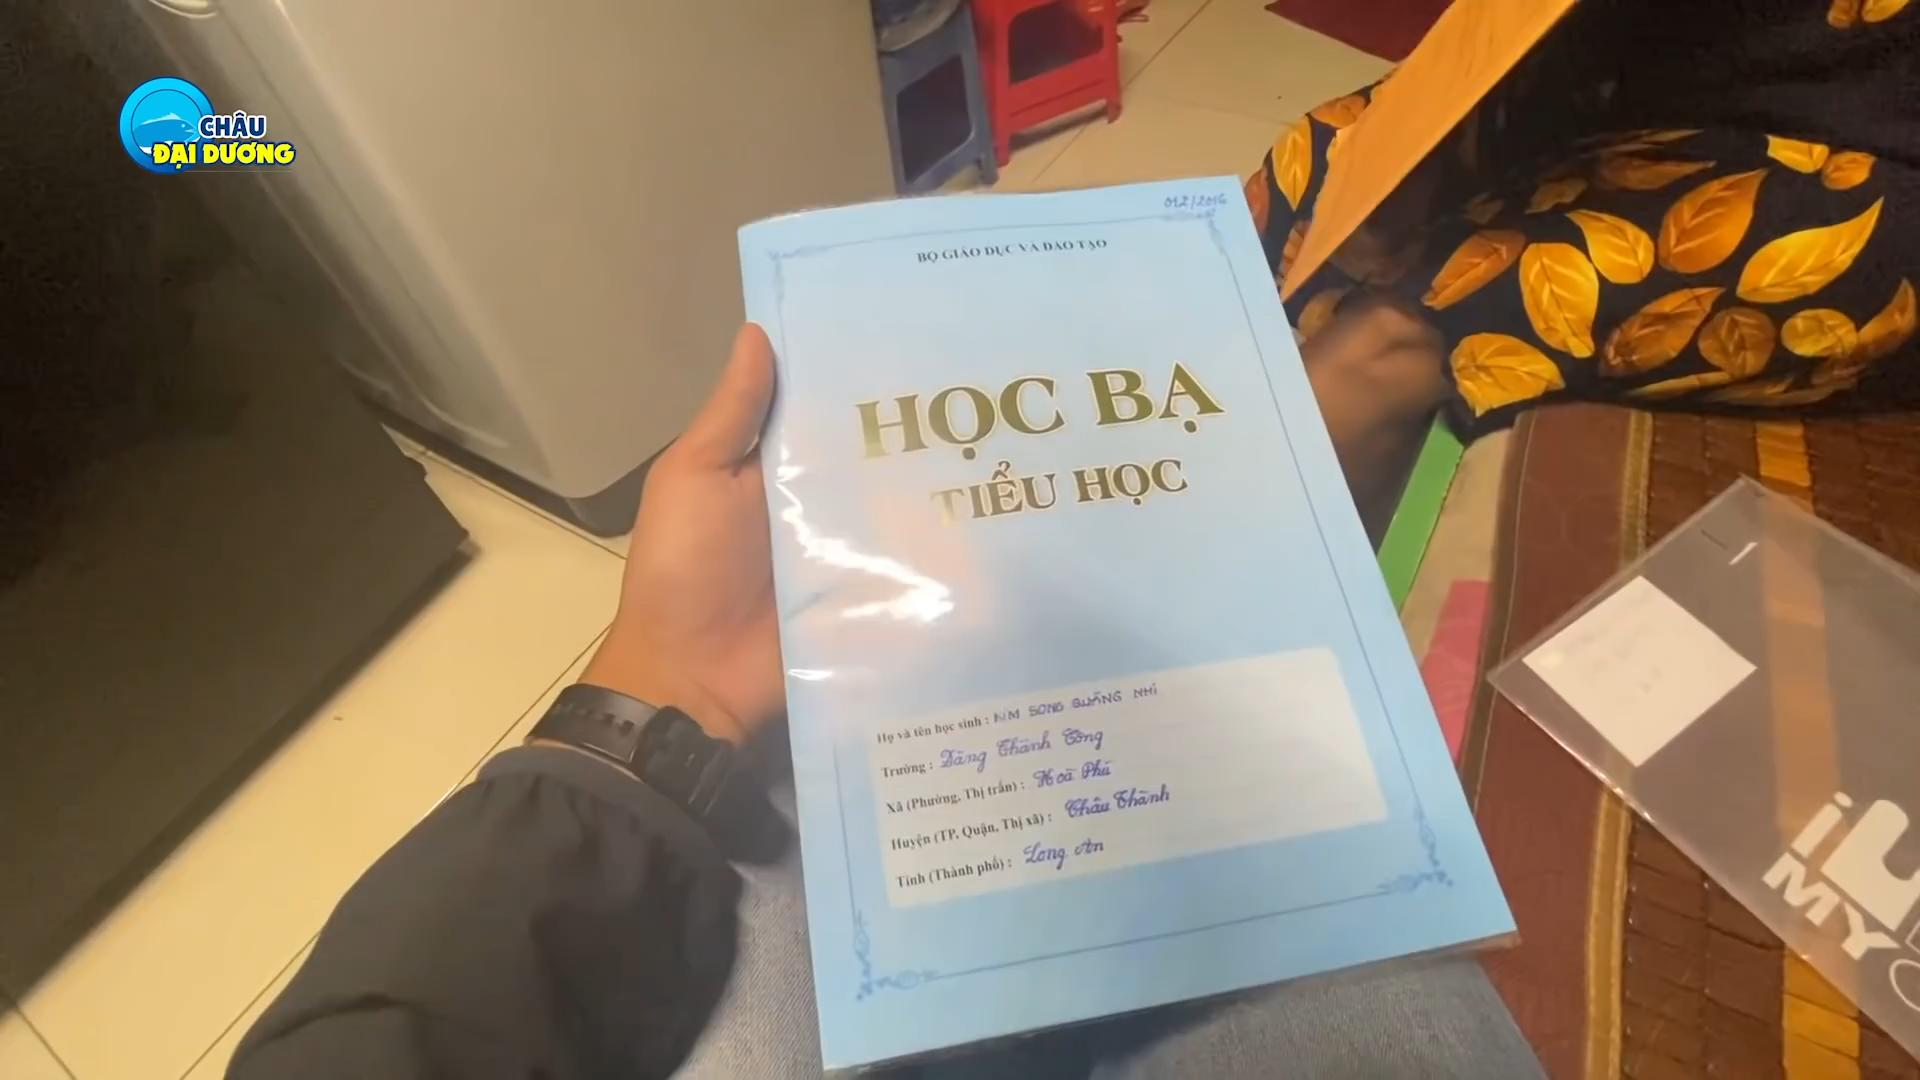 CHÂU
ĐẠI DƯƠNG
012/2016
BỘ GIÁO DỤC VÀ ĐÀO TẠO
HỌC BẠ
TIỂU HỌC
Họ và tên học sinh : KIM SONG QUÃNG NHI
Trường : Đặng Thành Công
Xã (Phường, Thị trấn) : Hoà Phú
Huyện (TP, Quận, Thị xã) : Châu Thành
Tỉnh (Thành phố) : Long An
MY